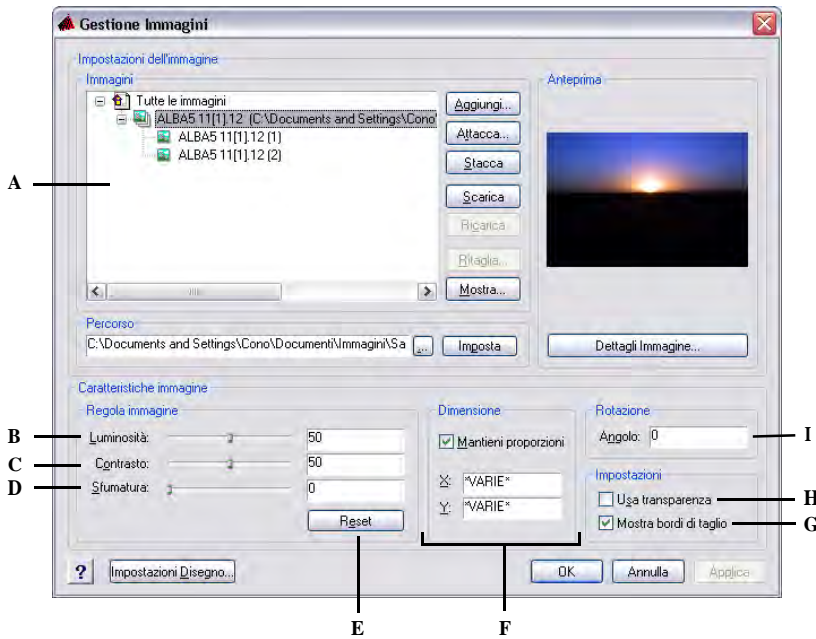 Gestione Immagini
Impostazioni dell'immagine
Immagini
Anteprima
Tutte le immagini
ALBA5 11[1].12 (C:\Documents and Settings\Cono
ALBA5 11[1].12 (1)
ALBA5 11[1].12 (2)
Aggiungi...
Attacca...
Stacca
Scarica
Ricarica
Ritaglia...
Mostra...
A
Percorso
C:\Documents and Settings\Cono\Documenti\Immagini\Sa
...
Imposta
Dettagli Immagine...
Caratteristiche immagine
Regola immagine
Dimensione
Rotazione
B
Luminosità:
50
Mantieni proporzioni
Angolo:
0
I
C
Contrasto:
50
D
Sfumatura:
0
X:
*VARIE*
Y:
*VARIE*
Impostazioni
Usa transparenza
H
Mostra bordi di taglio
G
Reset
?
Impostazioni Disegno...
OK
Annulla
Applica
E
F